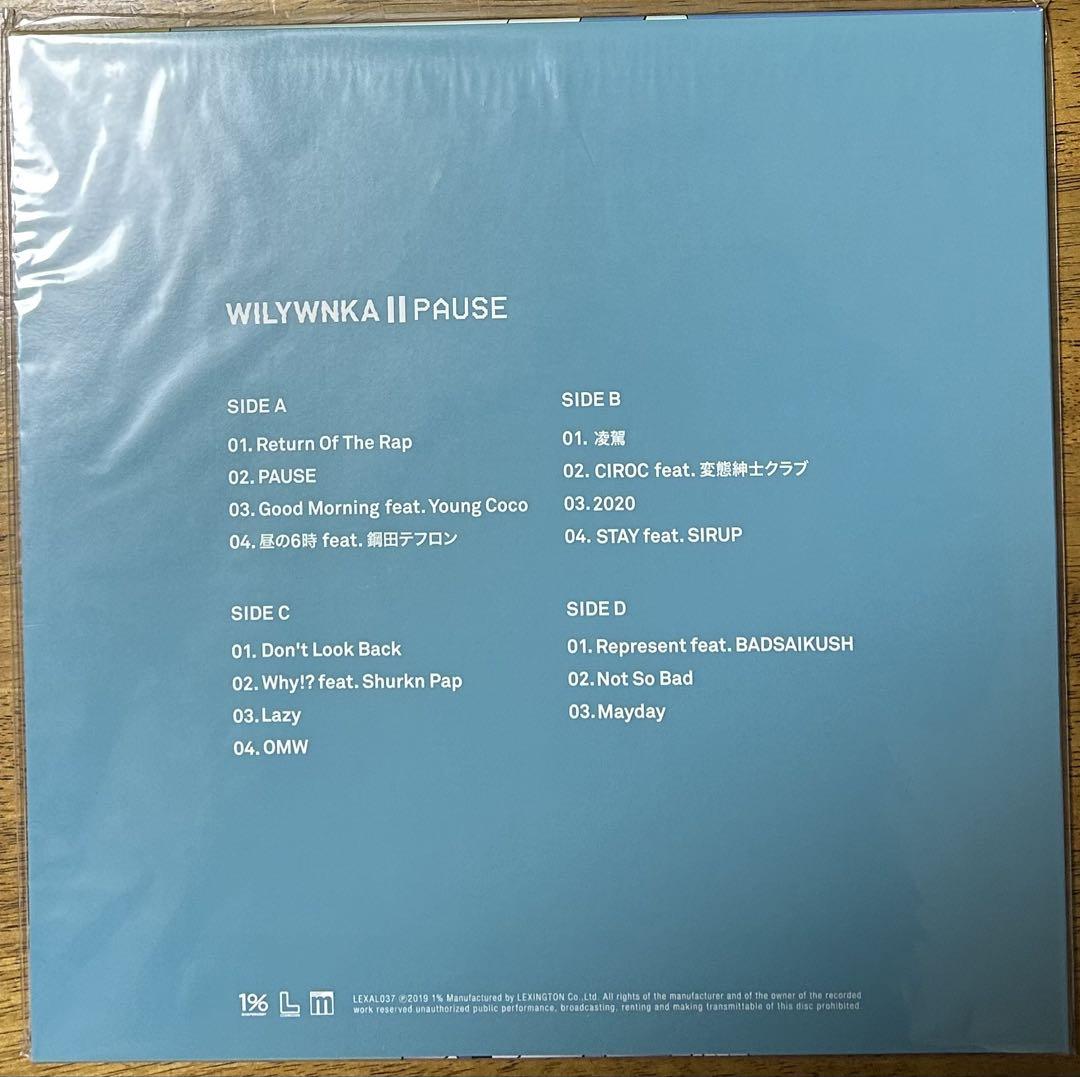 WILYWNKA PAUSE
SIDE A
01. Return Of The Rap
02. PAUSE
03. Good Morning feat. Young Coco
04. 昼の6時 feat. 鋼田テフロン
SIDE B
01. 凌駕
02. CIROC feat. 変態紳士クラブ
03. 2020
04. STAY feat. SIRUP
SIDE C
01. Don't Look Back
02. Why!? feat. Shurkn Pap
03. Lazy
04. OMW
SIDE D
01. Represent feat. BADSAIKUSH
02. Not So Bad
03. Mayday
1% L m
LEXAL037 ℗2019 1% Manufactured by LEXINGTON Co.,Ltd. All rights of the manufacturer and of the owner of the recorded
work reserved.unauthorized public performance, broadcasting, renting and making transmittable of this disc prohibited.